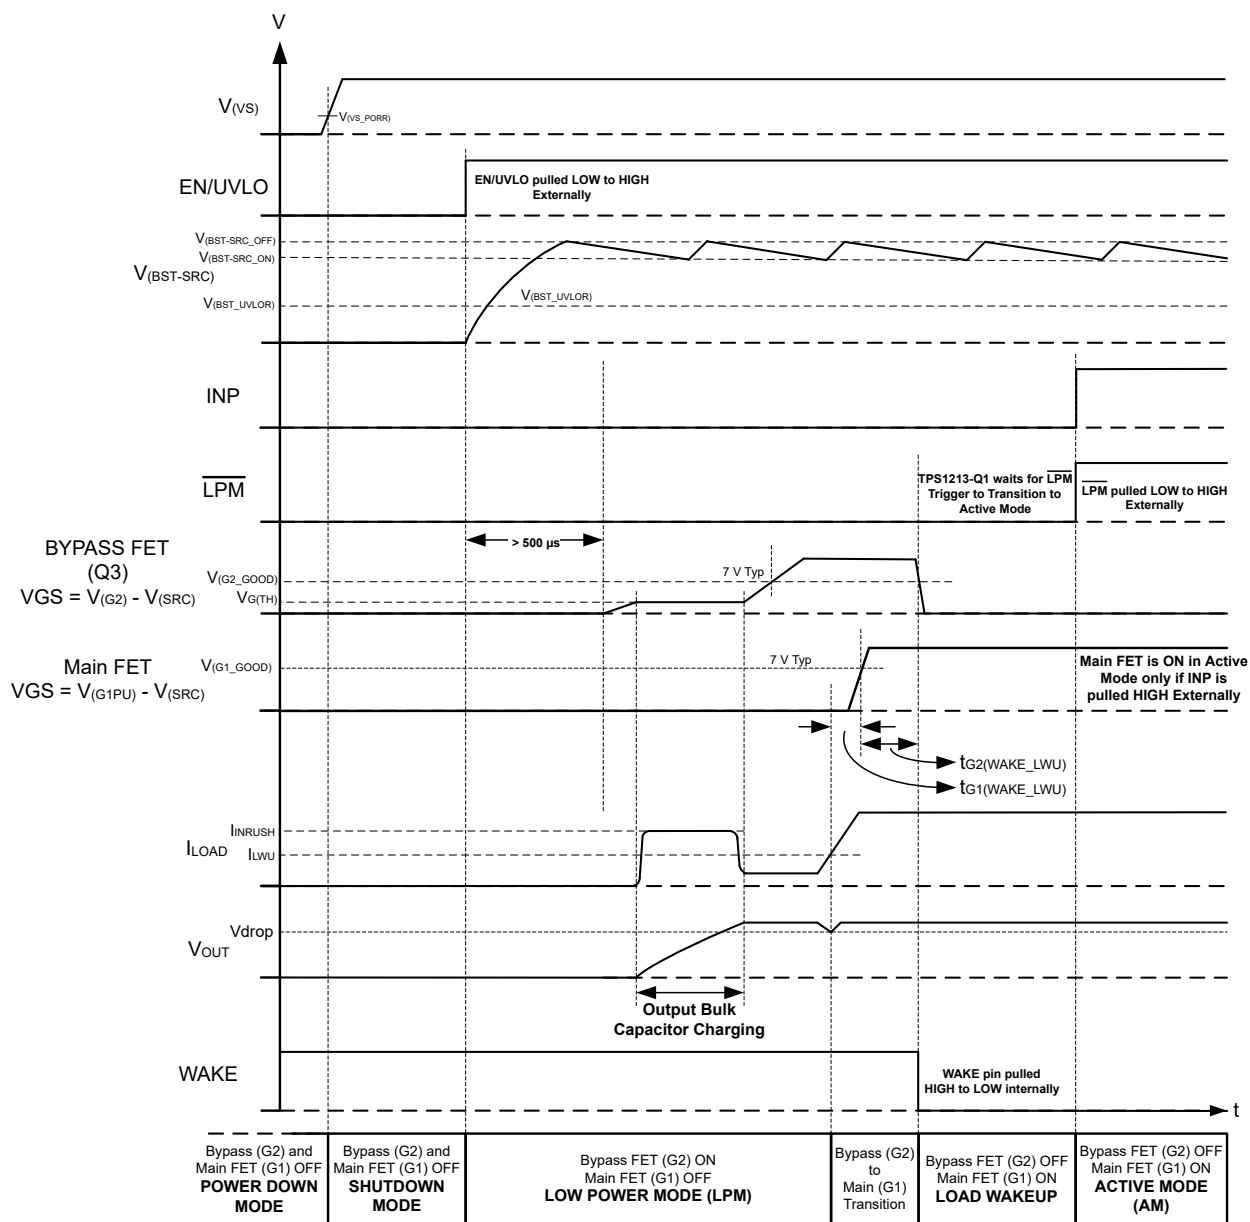 V
V(VS)
V(VS_PORR)
EN/UVLO
EN/UVLO pulled LOW to HIGH
Externally
V(BST-SRC_OFF)
V(BST-SRC_ON)
V(BST-SRC)
V(BST_UVLOR)
V(BST_UVLOR)
INP
LPM
TPS1213-Q1 waits for LPM
Trigger to Transition to
Active Mode
LPM pulled LOW to HIGH
Externally
> 500 µs
BYPASS FET
(Q3)
VGS = V(G2) - V(SRC)
V(G2_GOOD)
VG(TH)
7 V Typ
Main FET
VGS = V(G1PU) - V(SRC)
V(G1_GOOD)
7 V Typ
Main FET is ON in Active
Mode only if INP is
pulled HIGH Externally
tG2(WAKE_LWU)
tG1(WAKE_LWU)
IINRUSH
ILOAD
ILWU
Vdrop
VOUT
Output Bulk
Capacitor Charging
WAKE
WAKE pin pulled
HIGH to LOW internally
t
Bypass (G2) and
Main FET (G1) OFF
POWER DOWN
MODE
Bypass (G2) and
Main FET (G1) OFF
SHUTDOWN
MODE
Bypass FET (G2) ON
Main FET (G1) OFF
LOW POWER MODE (LPM)
Bypass (G2)
to
Main (G1)
Transition
Bypass FET (G2) OFF
Main FET (G1) ON
LOAD WAKEUP
Bypass FET (G2) OFF
Main FET (G1) ON
ACTIVE MODE
(AM)